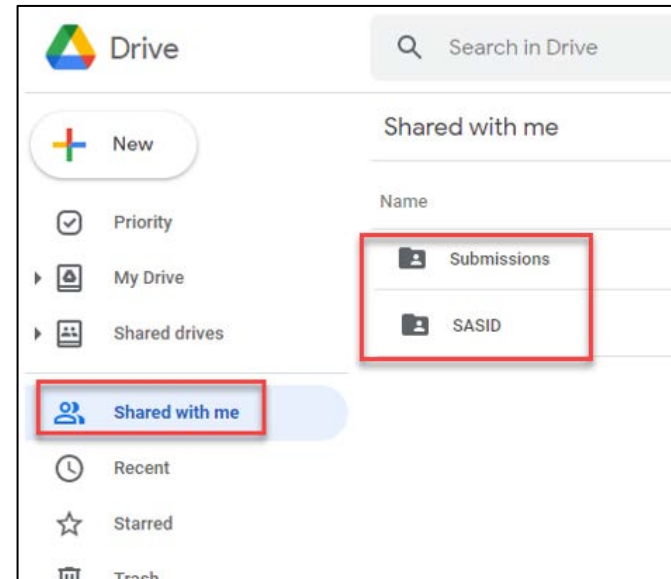 Drive
Search in Drive
New
Priority
My Drive
Shared drives
Shared with me
Recent
Starred
Trash
Shared with me
Name
Submissions
SASID